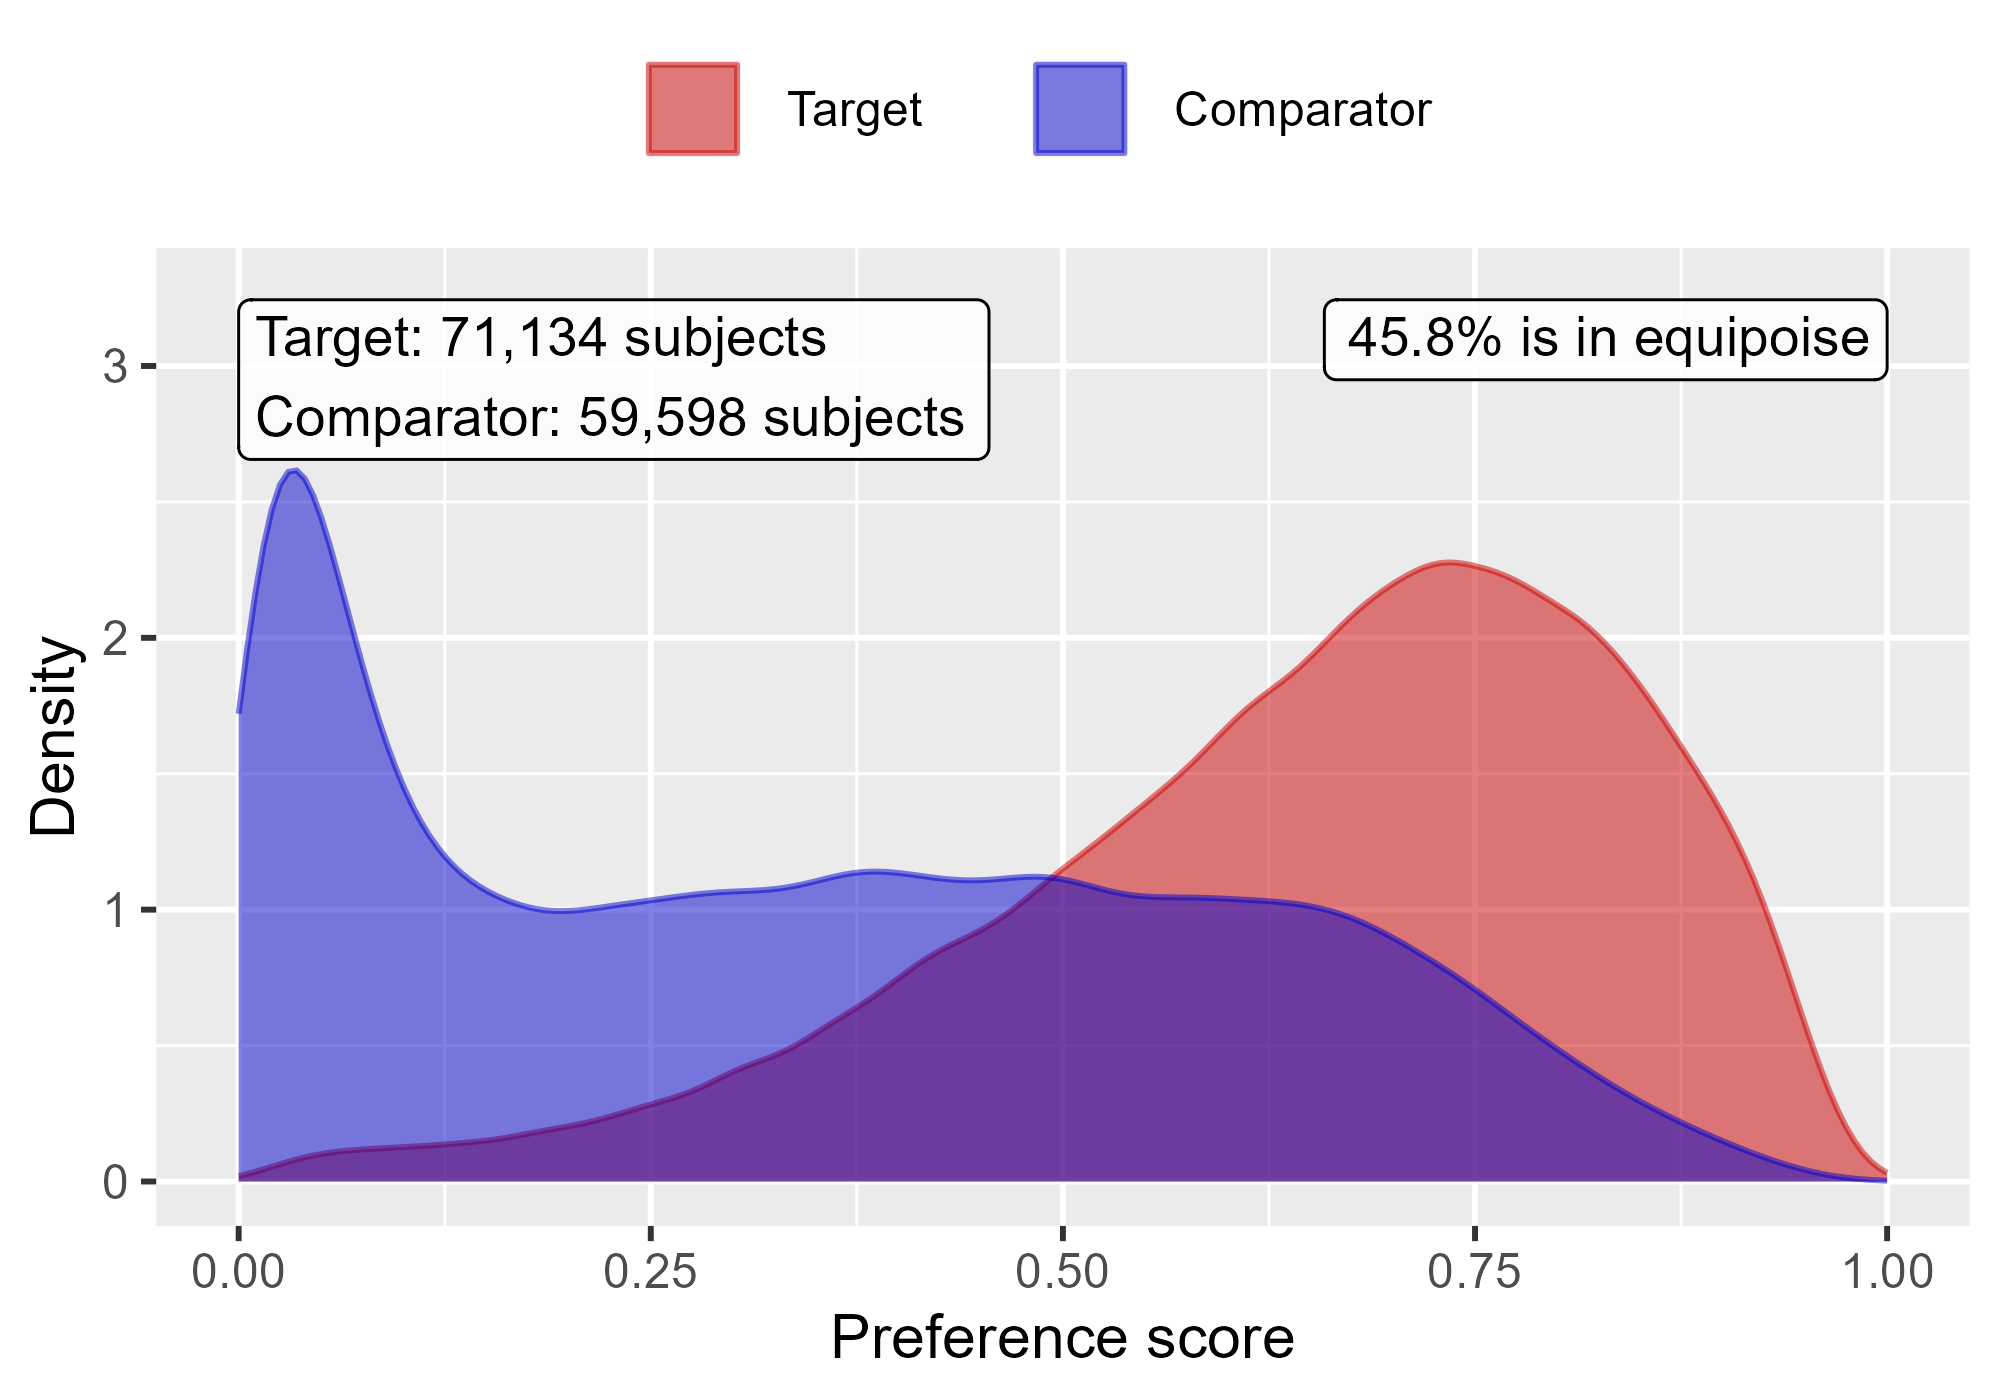 Target
Comparator
Target: 71,134 subjects
Comparator: 59,598 subjects
45.8% is in equipoise
3
2
1
0
Density
0.00
0.25
0.50
0.75
1.00
Preference score